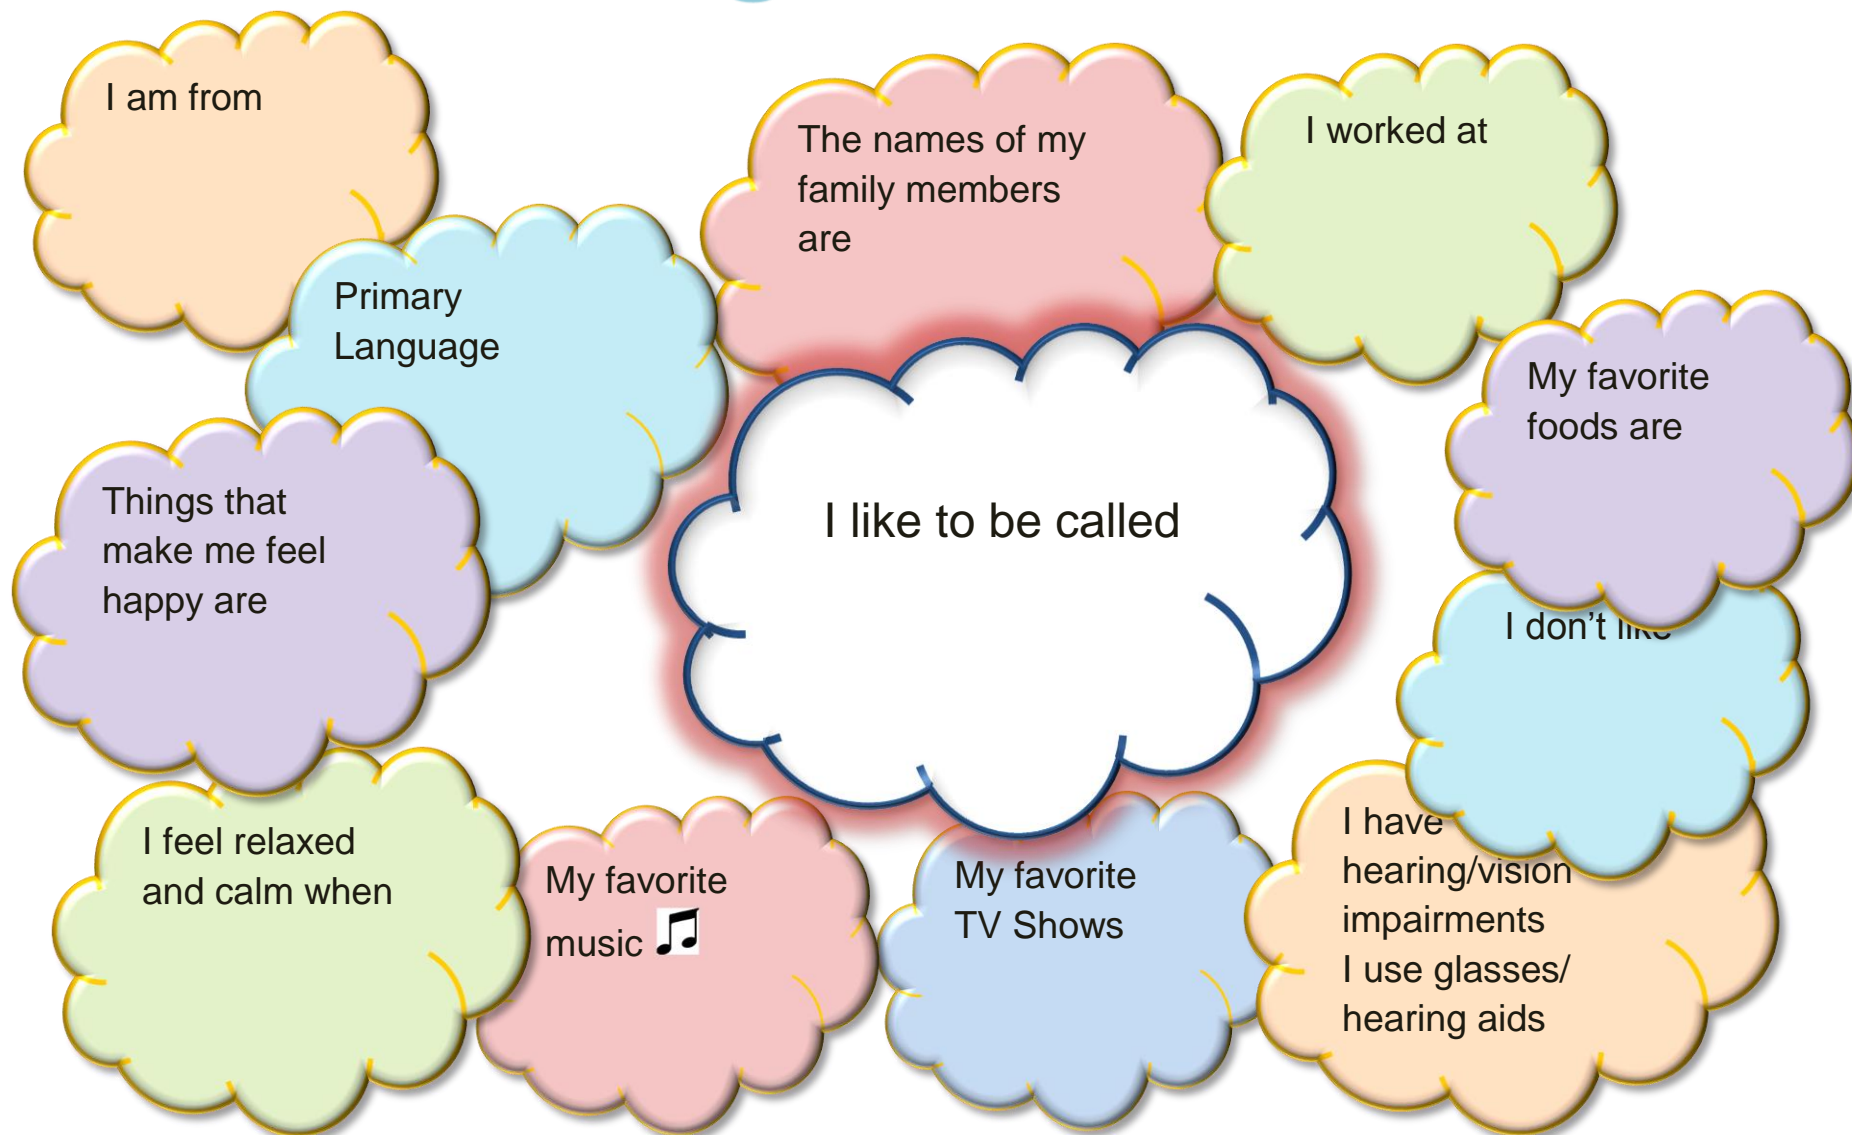 I am from
The names of my
family members
are
I worked at
Primary
Language
My favorite
foods are
Things that
make me feel
happy are
I like to be called
I don't like
I feel relaxed
and calm when
My favorite
music
My favorite
TV Shows
I have
hearing/vision
impairments
I use glasses/
hearing aids